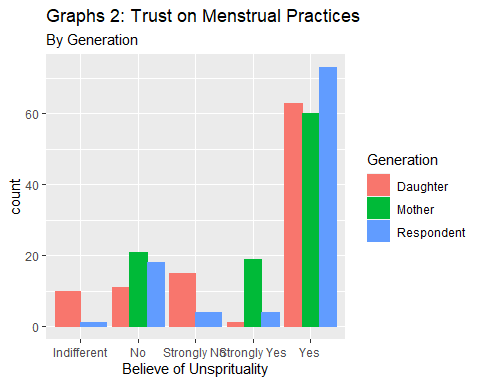 Graphs 2: Trust on Menstrual Practices
By Generation
count
60
40
20
0
Indifferent
No
Strongly No
Strongly Yes
Yes
Believe of Unsprituality
Generation
Daughter
Mother
Respondent